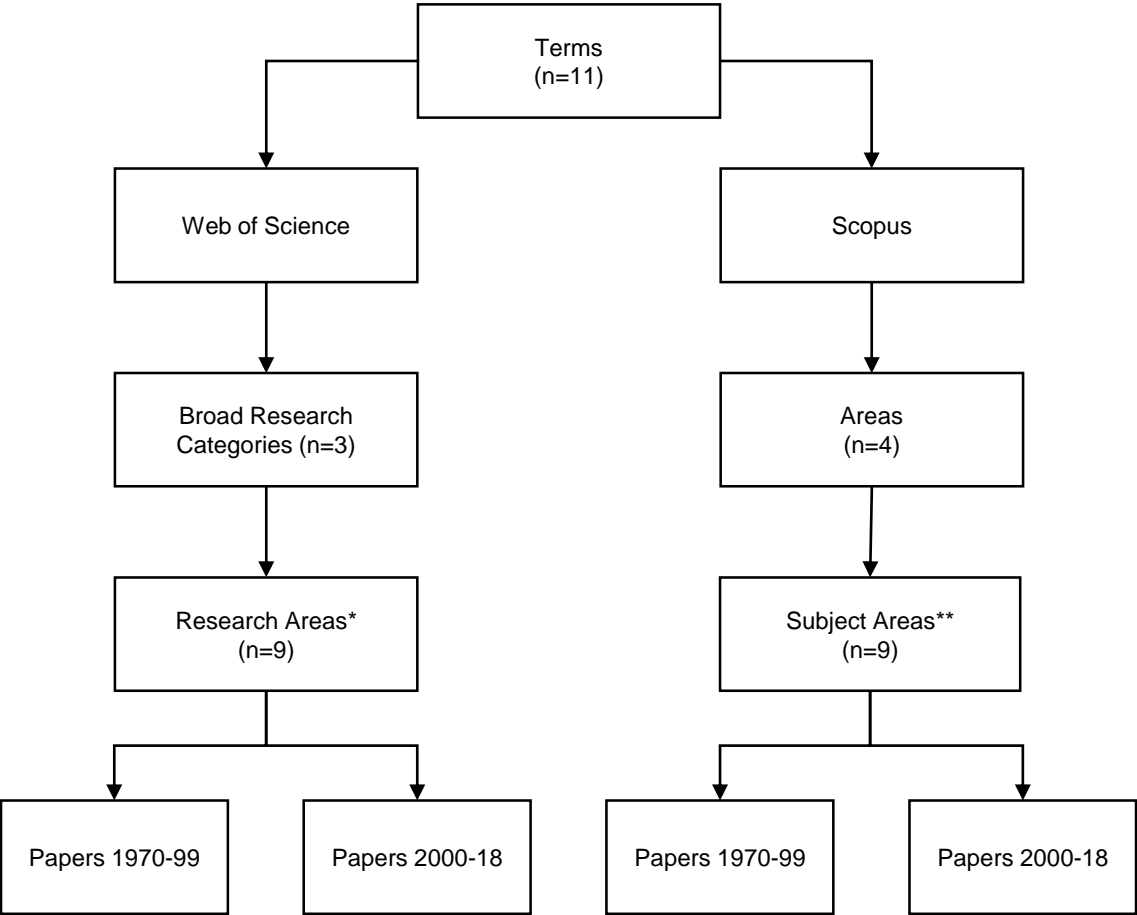 Terms
(n=11)
Web of Science
Scopus
Broad Research
Categories (n=3)
Areas
(n=4)
Research Areas*
(n=9)
Subject Areas**
(n=9)
Papers 1970-99
Papers 2000-18
Papers 1970-99
Papers 2000-18